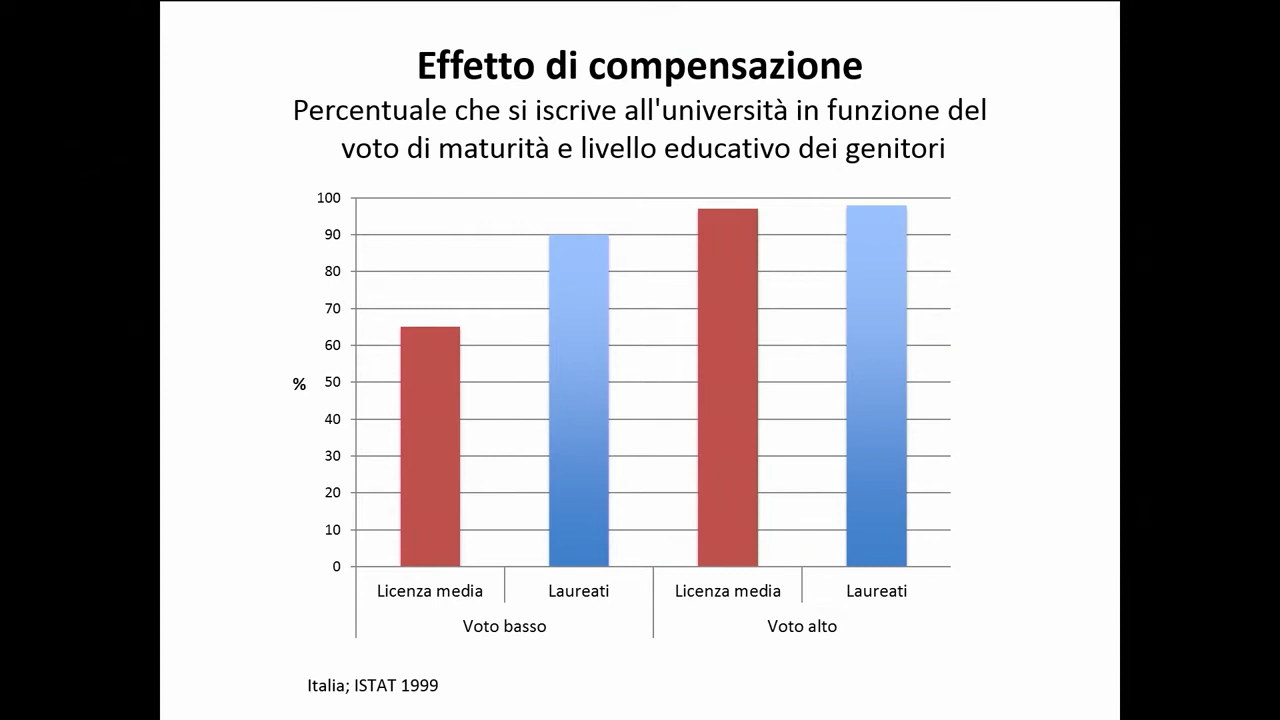 Effetto di compensazione
Percentuale che si iscrive all'università in funzione del
voto di maturità e livello educativo dei genitori
100
90
80
70
60
% 50
40
30
20
10
0
Licenza media Laureati Licenza media Laureati
Voto basso Voto alto
Italia; ISTAT 1999